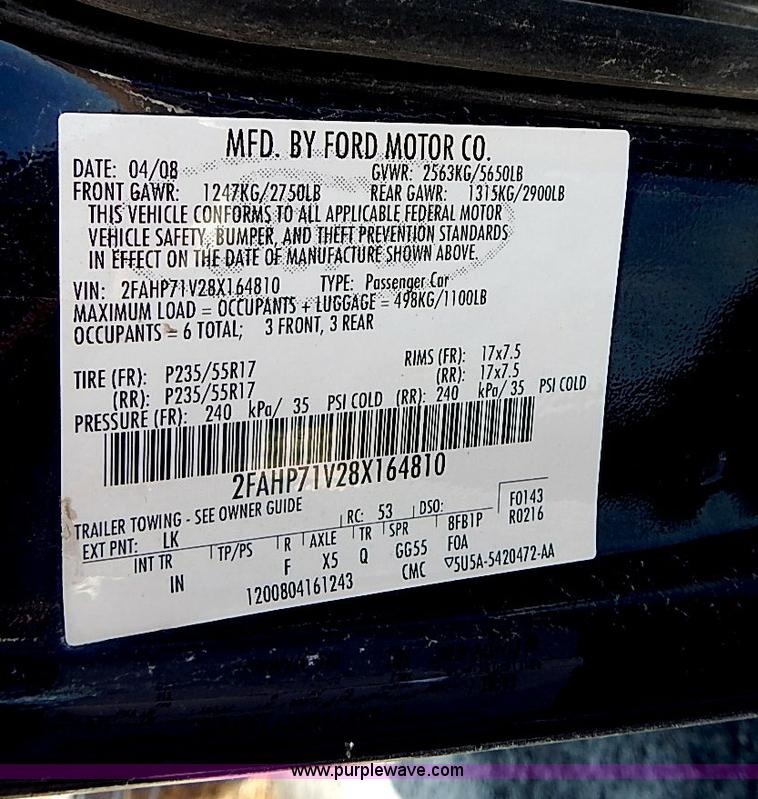 MFD. BY FORD MOTOR CO.
DATE: 04/08 GVWR: 2563KG/5650LB
FRONT GAWR: 1247KG/2750LB REAR GAWR: 1315KG/2900LB
THIS VEHICLE CONFORMS TO ALL APPLICABLE FEDERAL MOTOR
VEHICLE SAFETY, BUMPER, AND THEFT PREVENTION STANDARDS
IN EFFECT ON THE DATE OF MANUFACTURE SHOWN ABOVE.
VIN: 2FAHP71V28X164810 TYPE: Passenger Car
MAXIMUM LOAD = OCCUPANTS + LUGGAGE = 498KG/1100LB
OCCUPANTS = 6 TOTAL; 3 FRONT, 3 REAR
TIRE (FR): P235/55R17 RIMS (FR): 17x7.5
(RR): P235/55R17 (RR): 17x7.5
PRESSURE (FR): 240 kPa/ 35 PSI COLD (RR): 240 kPa/ 35 PSI COLD
2FAHP71V28X164810
TRAILER TOWING - SEE OWNER GUIDE
EXT PNT: LK RC: 53 DSO: F0143
R0216
INT TR TP/PS R AXLE TR SPR 8FB1P
IN F X5 Q GG55 FOA
1200804161243 CMC ▽5U5A-5420472-AA
www.purplewave.com